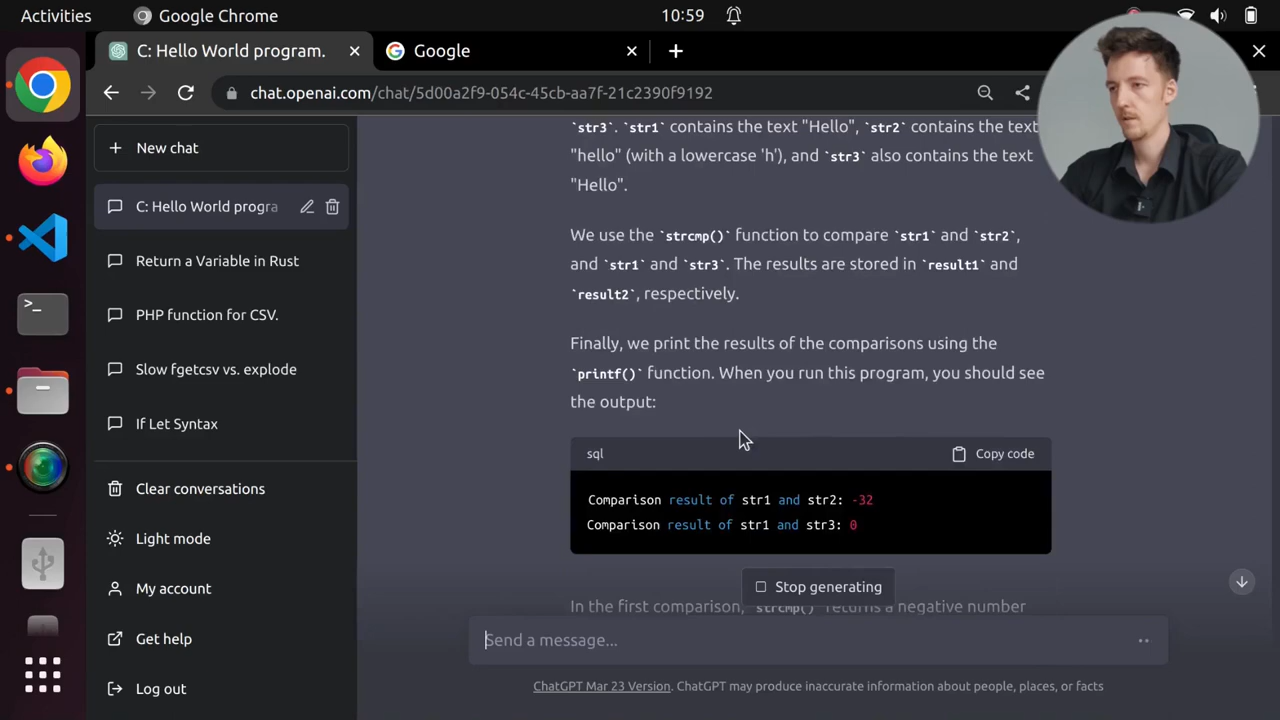 Activities
Google Chrome
10:59
C: Hello World program.
Google
chat.openai.com/chat/5d00a2f9-054c-45cb-aa7f-21c2390f9192
New chat
C: Hello World progra
Return a Variable in Rust
PHP function for CSV.
Slow fgetcsv vs. explode
If Let Syntax
Clear conversations
Light mode
My account
Get help
Log out
`str3`. `str1` contains the text "Hello", `str2` contains the text
"hello" (with a lowercase 'h'), and `str3` also contains the text
"Hello".
We use the `strcmp()` function to compare `str1` and `str2`,
and `str1` and `str3`. The results are stored in `result1` and
`result2`, respectively.
Finally, we print the results of the comparisons using the
`printf()` function. When you run this program, you should see
the output:
sql
Copy code
Comparison result of str1 and str2: -32
Comparison result of str1 and str3: 0
Stop generating
In the first comparison, `strcmp()` returns a negative number
Send a message...
ChatGPT Mar 23 Version. ChatGPT may produce inaccurate information about people, places, or facts